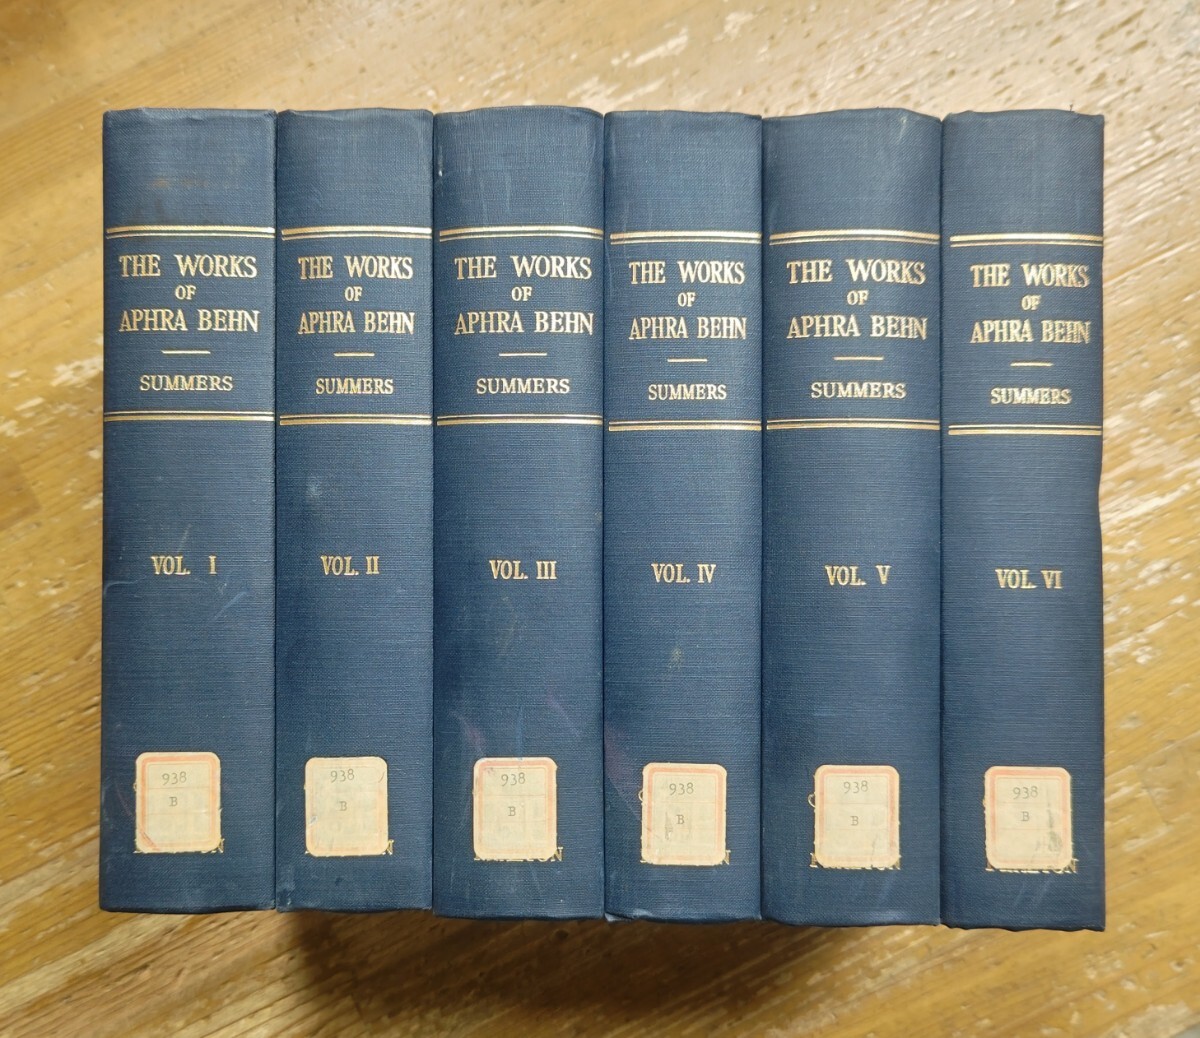 THE WORKS
OF
APHRA BEHN
SUMMERS
VOL. I
938
B
THE WORKS
OF
APHRA BEHN
SUMMERS
VOL. II
938
B
THE WORKS
OF
APHRA BEHN
SUMMERS
VOL. III
938
B
THE WORKS
OF
APHRA BEHN
SUMMERS
VOL. IV
938
B
THE WORKS
OF
APHRA BEHN
SUMMERS
VOL. V
938
B
THE WORKS
OF
APHRA BEHN
SUMMERS
VOL. VI
938
B